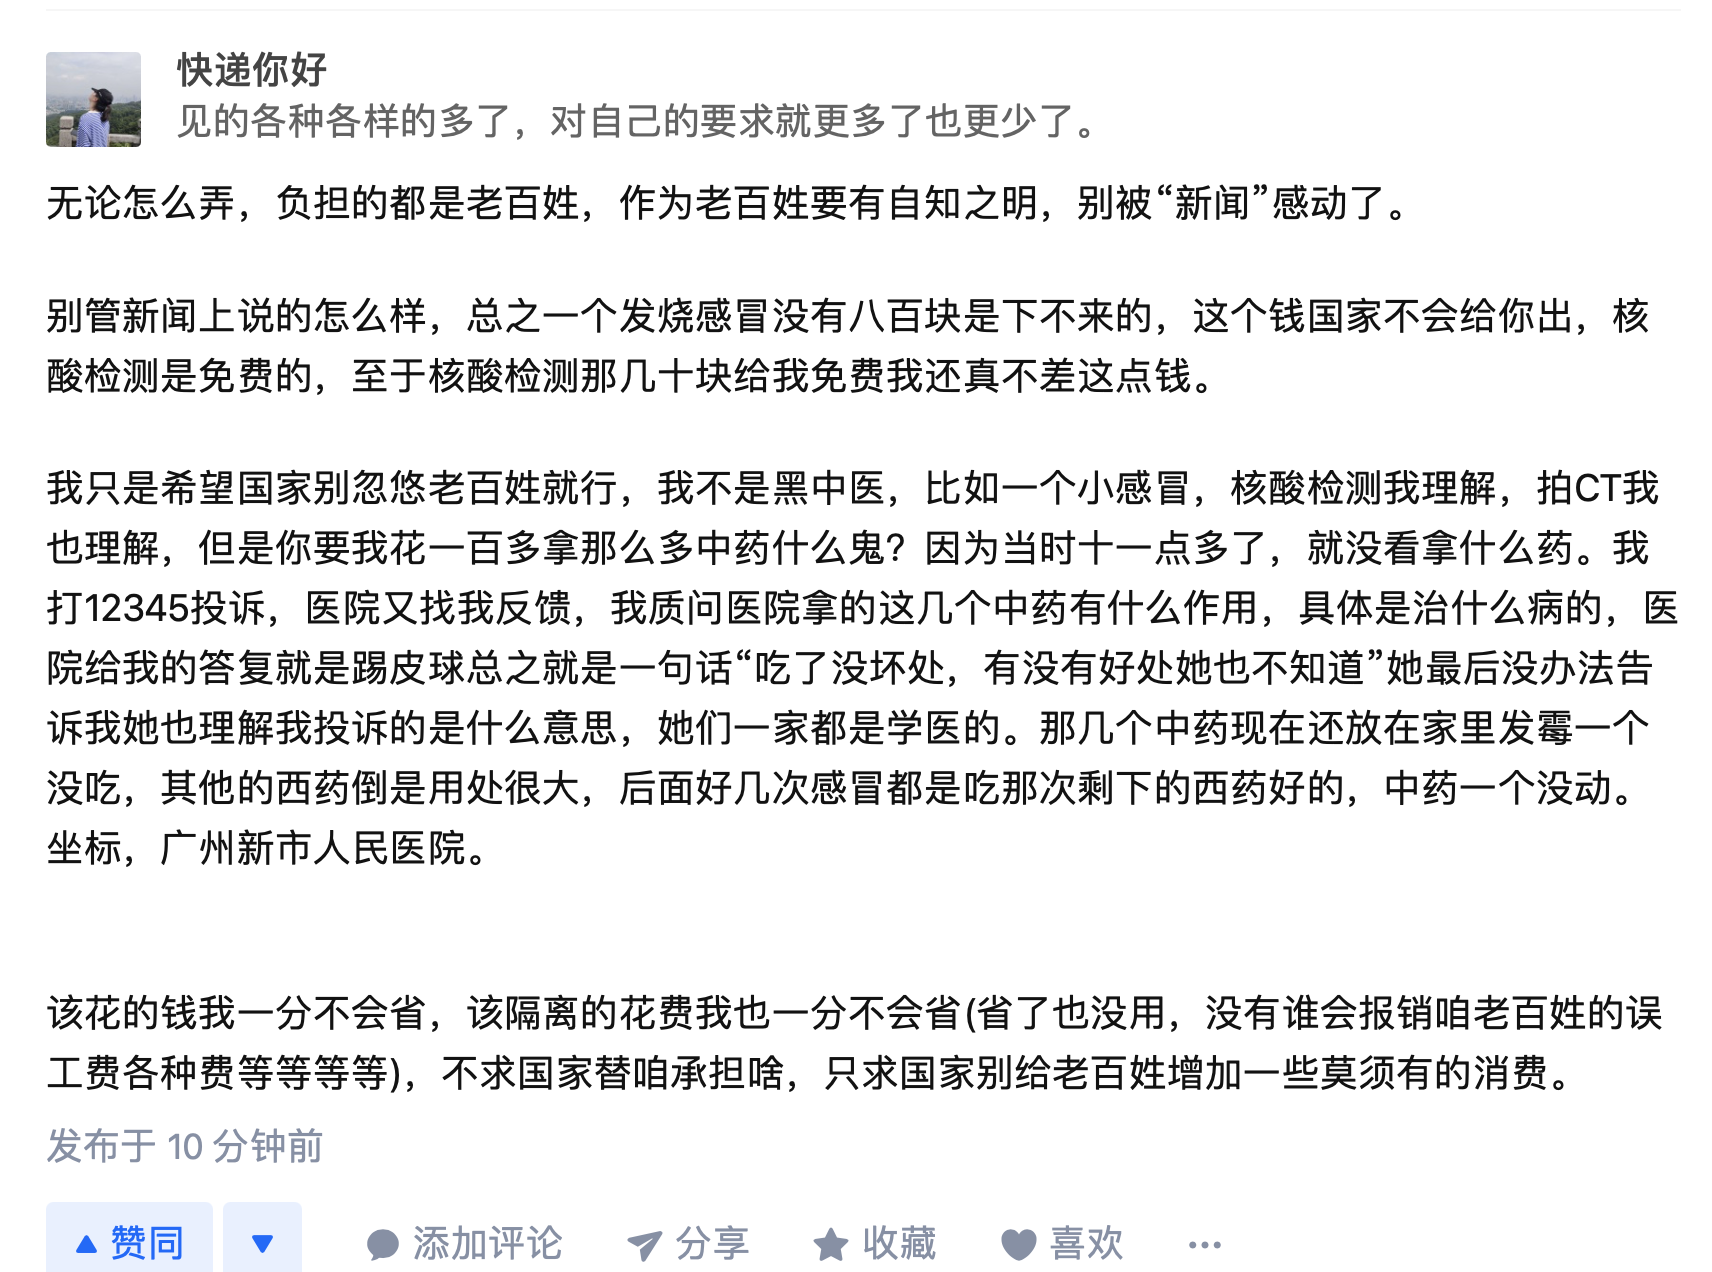 快递你好
见的各种各样的多了，对自己的要求就更多了也更少了。
无论怎么弄，负担的都是老百姓，作为老百姓要有自知之明，别被“新闻”感动了。
别管新闻上说的怎么样，总之一个发烧感冒没有八百块是下不来的，这个钱国家不会给你出，核
酸检测是免费的，至于核酸检测那几十块给我免费我还真不差这点钱。
我只是希望国家别忽悠老百姓就行，我不是黑中医，比如一个小感冒，核酸检测我理解，拍CT我
也理解，但是你要我花一百多拿那么多中药什么鬼？因为当时十一点多了，就没看拿什么药。我
打12345投诉，医院又找我反馈，我质问医院拿的这几个中药有什么作用，具体是治什么病的，医
院给我的答复就是踢皮球总之就是一句话“吃了没坏处，有没有好处她也不知道”她最后没办法告
诉我她也理解我投诉的是什么意思，她们一家都是学医的。那几个中药现在还放在家里发霉一个
没吃，其他的西药倒是用处很大，后面好几次感冒都是吃那次剩下的西药好的，中药一个没动。
坐标，广州新市人民医院。
该花的钱我一分不会省，该隔离的花费我也一分不会省(省了也没用，没有谁会报销咱老百姓的误
工费各种费等等等等)，不求国家替咱承担啥，只求国家别给老百姓增加一些莫须有的消费。
发布于 10 分钟前
赞同 添加评论 分享 收藏 喜欢